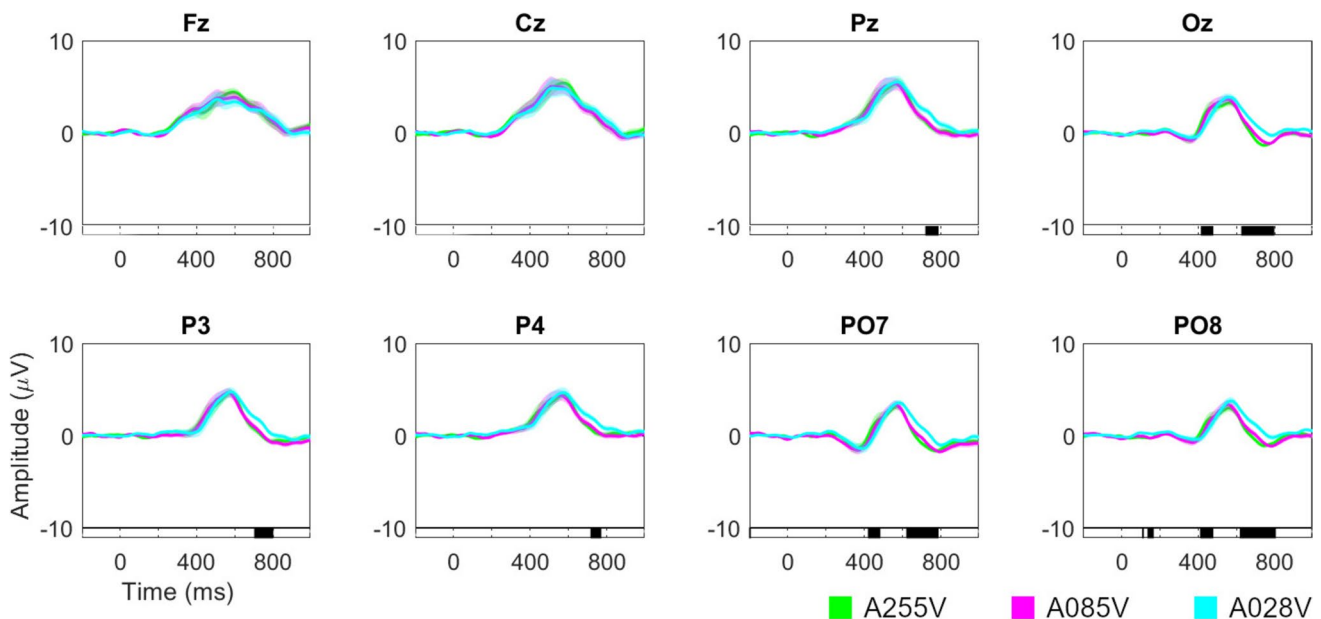 Fz Cz Pz Oz
10 10 10 10
0 0 0 0
-10 -10 -10 -10
0 400 800 0 400 800 0 400 800 0 400 800
P3 P4 PO7 PO8
10 10 10 10
0 0 0 0
-10 -10 -10 -10
0 400 800 0 400 800 0 400 800 0 400 800
Amplitude (μV)
Time (ms)
A255V A085V A028V